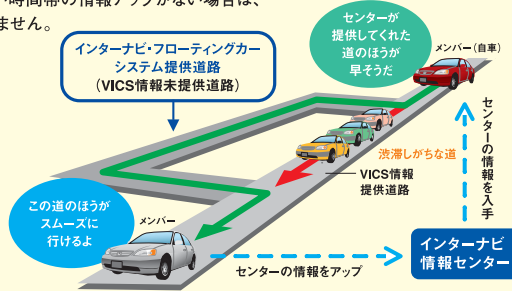 い時間帯の情報アップがない場合は、
ません。
インターナビ・フローティングカー
システム提供道路
（VICS情報未提供道路）
センターが
提供してくれた
道のほうが
早そうだ
メンバー（自車）
渋滞しがちな道
VICS情報
提供道路
センターの情報を入手
この道のほうが
スムーズに
行けるよ
メンバー
センターの情報をアップ
インターナビ
情報センター